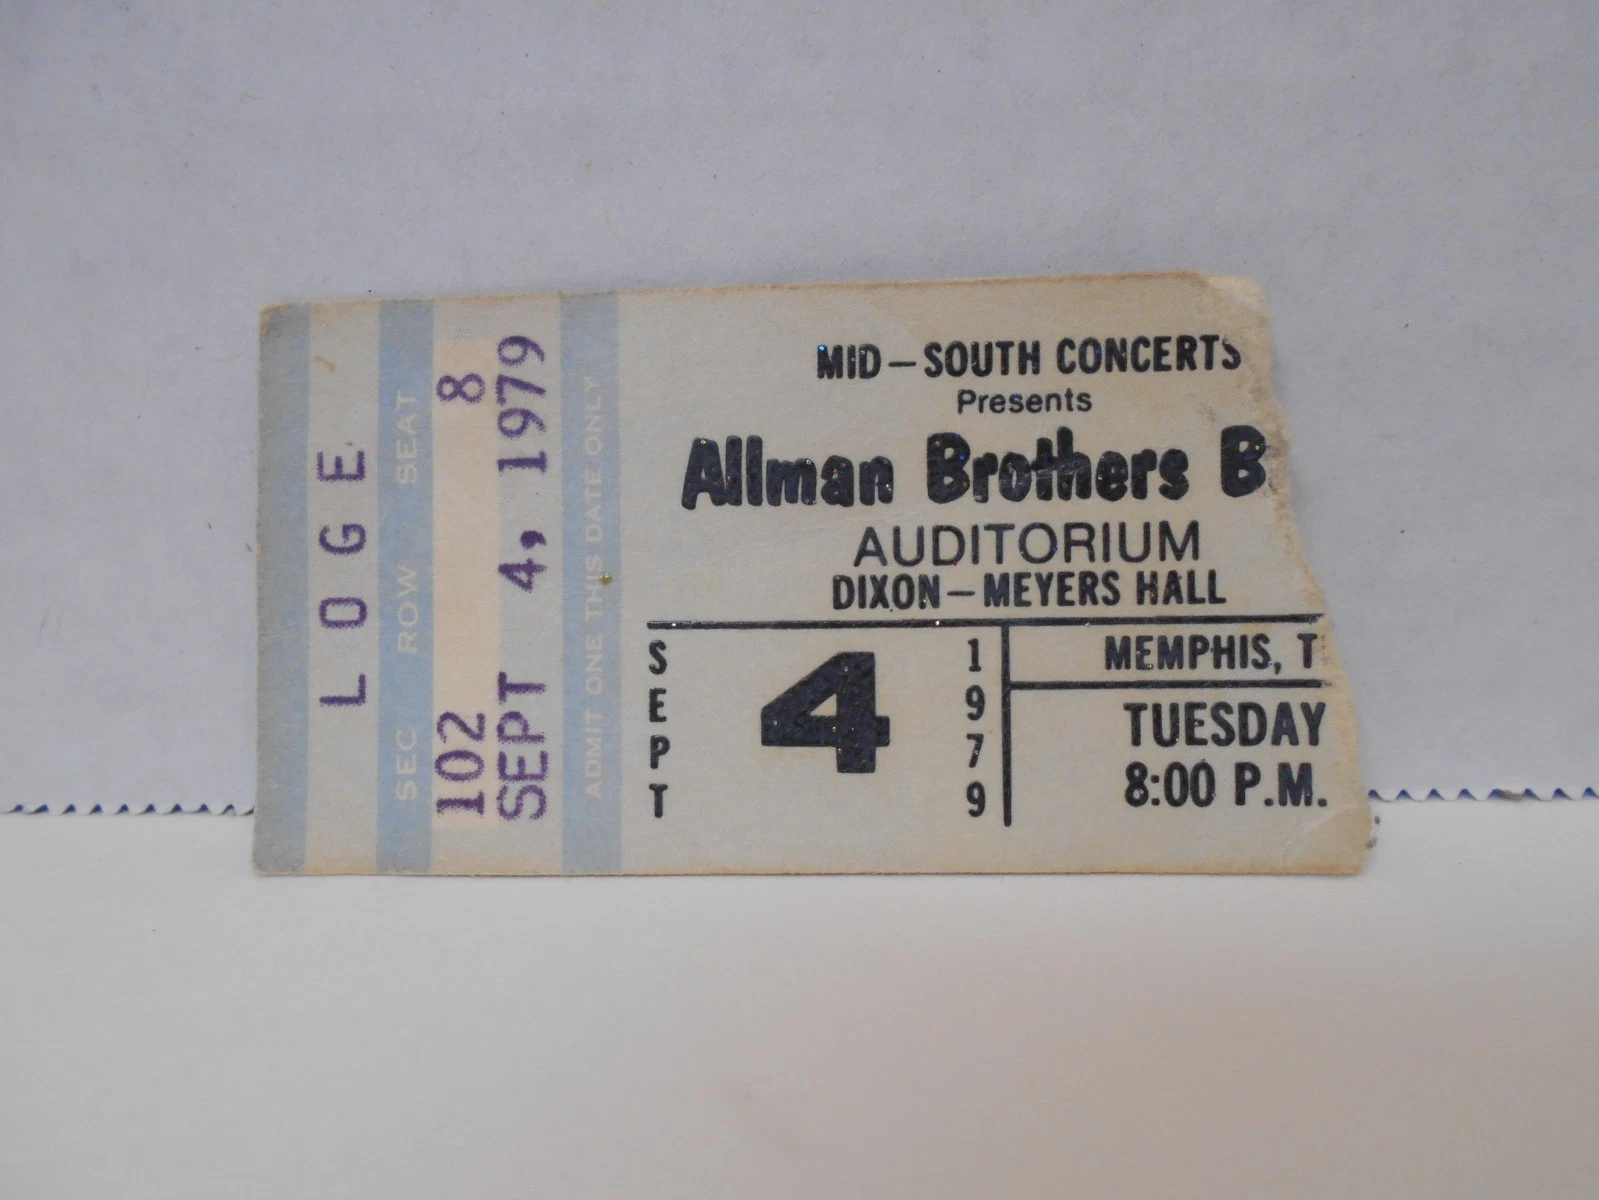 LOGE
SEC ROW SEAT
102 8
SEPT 4, 1979
ADMIT ONE THIS DATE ONLY
MID-SOUTH CONCERTS
Presents
Allman Brothers B
AUDITORIUM
DIXON-MEYERS HALL
SEPT
4
1979
MEMPHIS, T
TUESDAY
8:00 P.M.